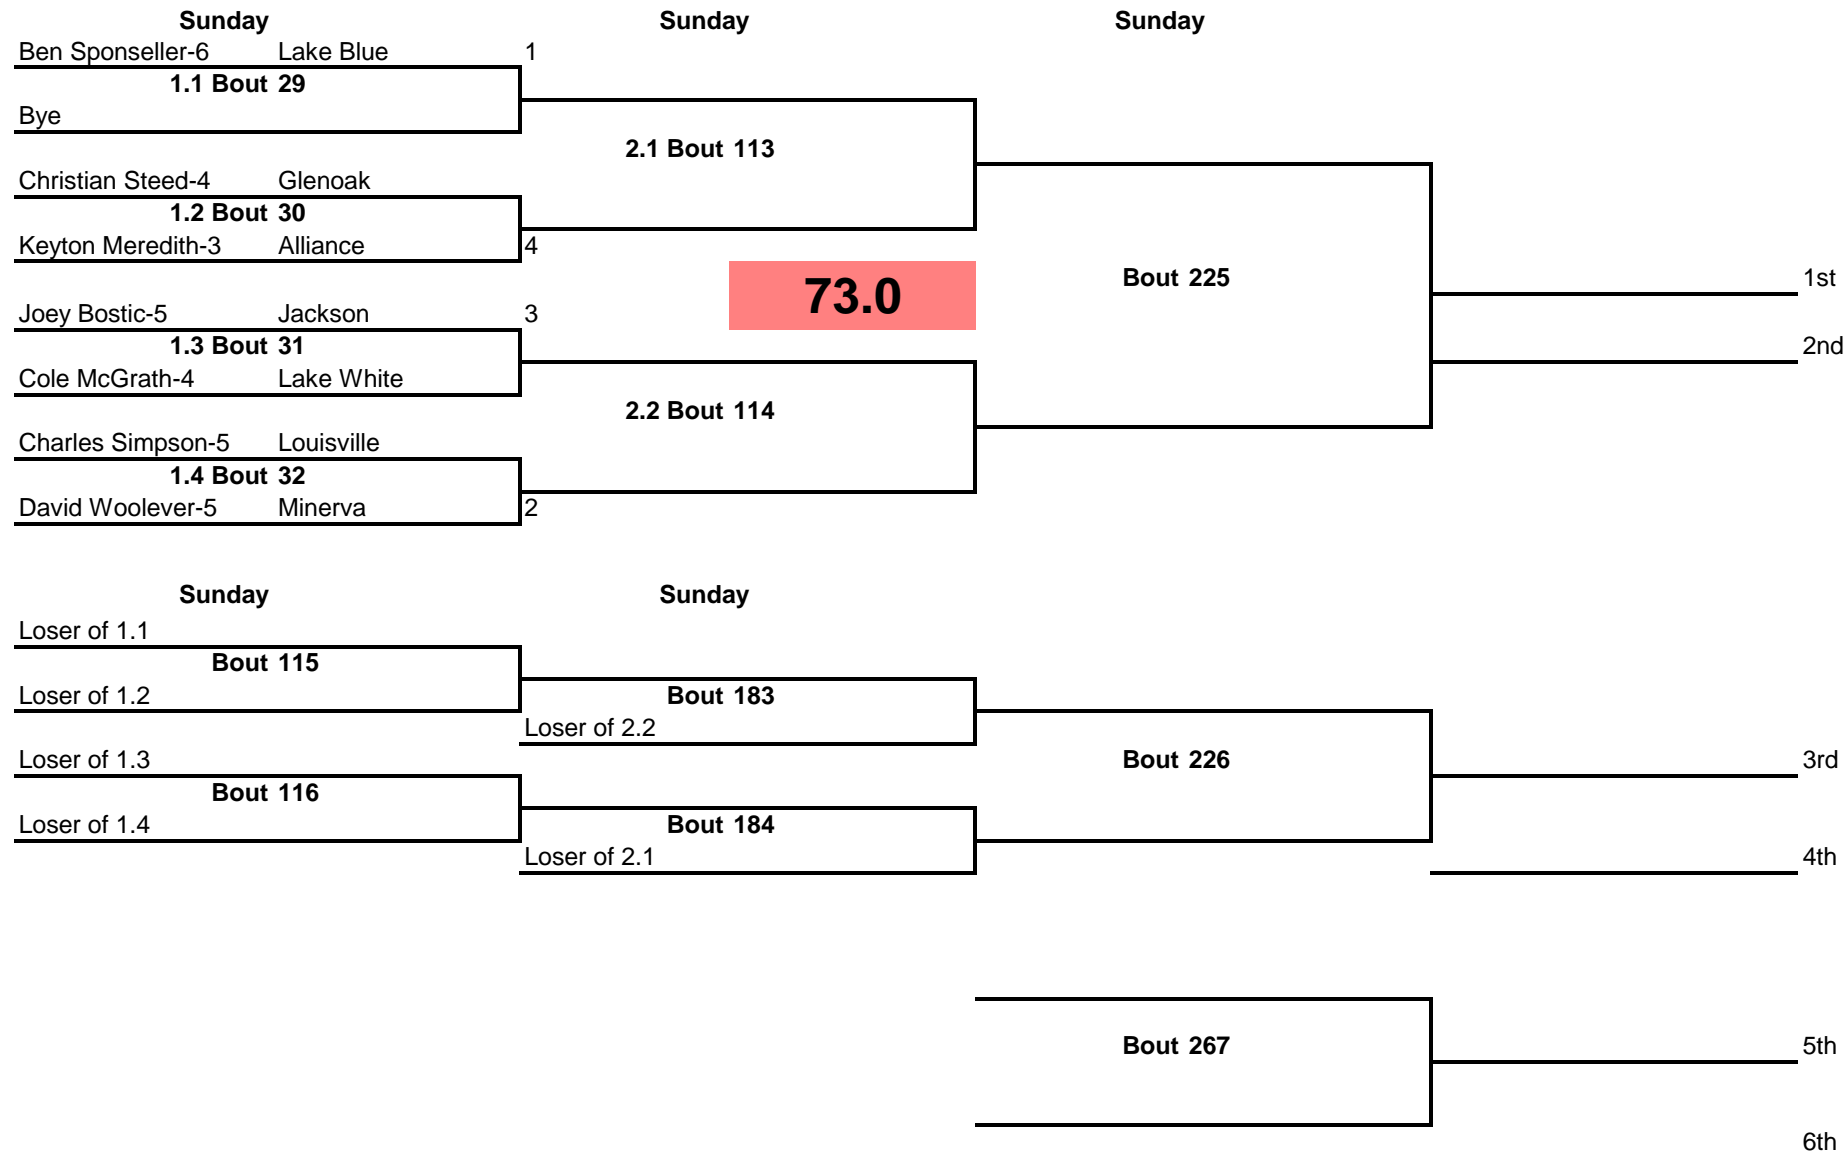 Sunday Sunday Sunday
Ben Sponseller-6 Lake Blue 1
1.1 Bout 29
Bye
2.1 Bout 113
Christian Steed-4 Glenoak
1.2 Bout 30
Keyton Meredith-3 Alliance 4
73.0
Bout 225
1st
Joey Bostic-5 Jackson 3
1.3 Bout 31
2nd
Cole McGrath-4 Lake White
2.2 Bout 114
Charles Simpson-5 Louisville
1.4 Bout 32
David Woolever-5 Minerva 2
Sunday Sunday
Loser of 1.1
Bout 115
Loser of 1.2
Bout 183
Loser of 2.2
Loser of 1.3
Bout 226
3rd
Bout 116
Loser of 1.4
Bout 184
Loser of 2.1
4th
Bout 267
5th
6th